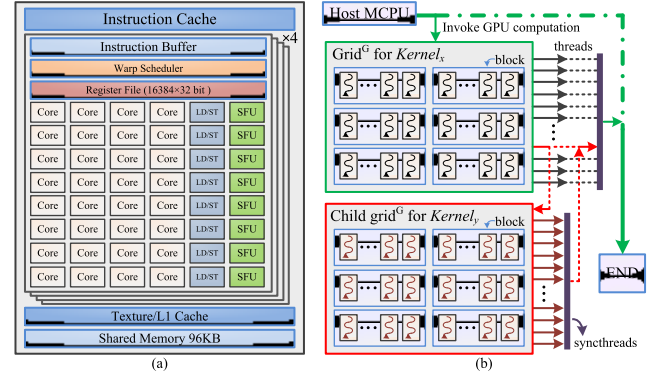 Instruction Cache
×4
Instruction Buffer
Warp Scheduler
Register File (16384×32 bit )
Core Core Core Core LD/ST SFU
Core Core Core Core LD/ST SFU
Core Core Core Core LD/ST SFU
Core Core Core Core LD/ST SFU
Core Core Core Core LD/ST SFU
Core Core Core Core LD/ST SFU
Core Core Core Core LD/ST SFU
Core Core Core Core LD/ST SFU
Texture/L1 Cache
Shared Memory 96KB
(a)
Host MCPU
Invoke GPU computation
Grid^G for Kernel_x
block
threads
Child grid^G for Kernel_y
block
END
syncthreads
(b)